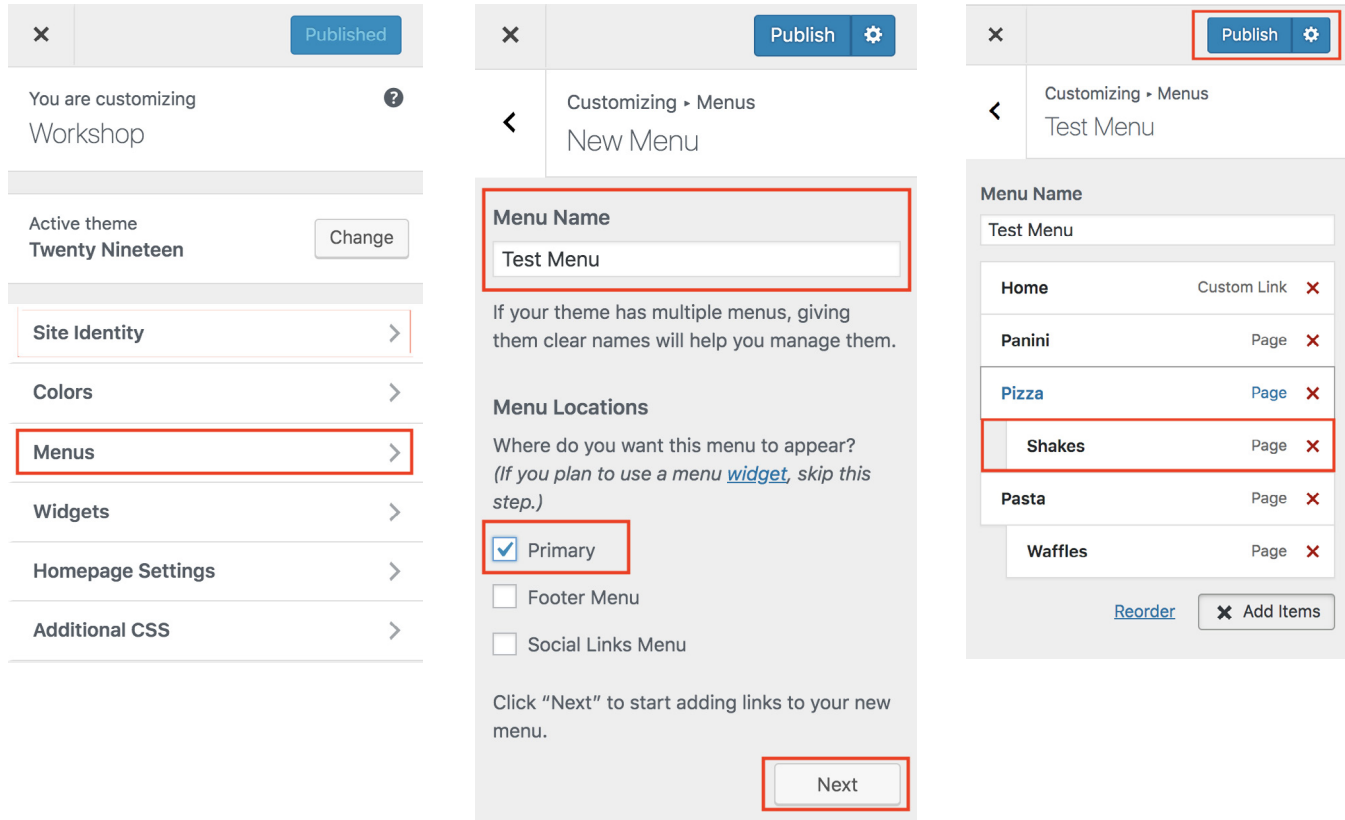 Published
You are customizing
Workshop
Active theme
Twenty Nineteen
Change
Site Identity
Colors
Menus
Widgets
Homepage Settings
Additional CSS
Publish
Customizing ▸ Menus
New Menu
Menu Name
Test Menu
If your theme has multiple menus, giving
them clear names will help you manage them.
Menu Locations
Where do you want this menu to appear?
(If you plan to use a menu widget, skip this
step.)
Primary
Footer Menu
Social Links Menu
Click “Next” to start adding links to your new
menu.
Next
Publish
Customizing ▸ Menus
Test Menu
Menu Name
Test Menu
Home Custom Link
Panini Page
Pizza Page
Shakes Page
Pasta Page
Waffles Page
Reorder Add Items